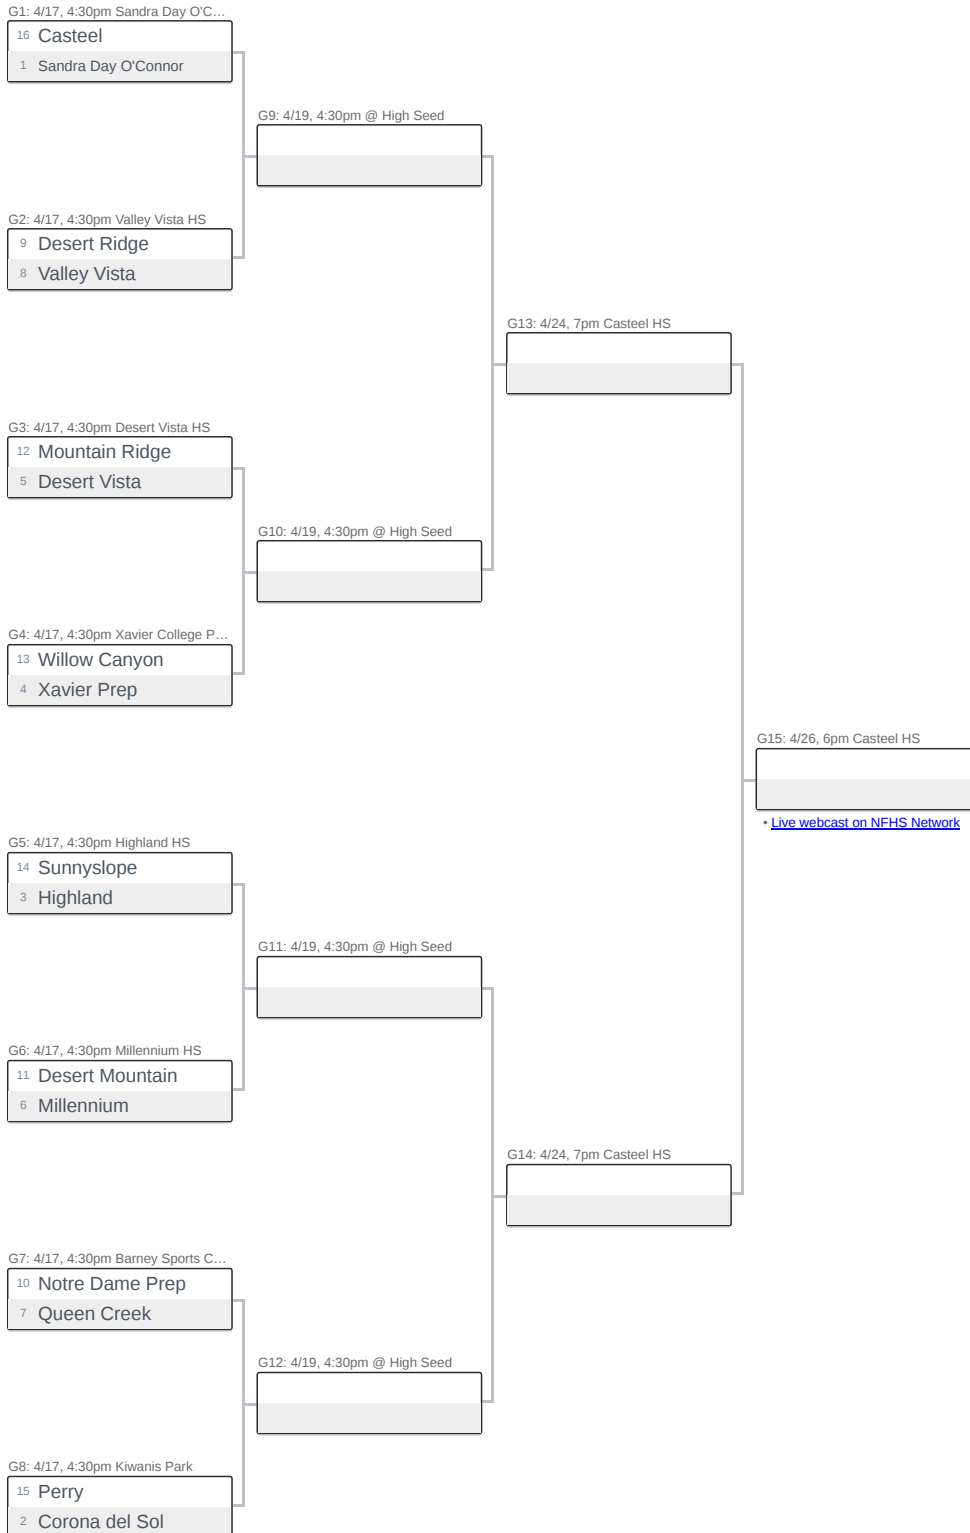 G1: 4/17, 4:30pm Sandra Day O'C…
16 Casteel
1 Sandra Day O'Connor
G9: 4/19, 4:30pm @ High Seed
G2: 4/17, 4:30pm Valley Vista HS
9 Desert Ridge
8 Valley Vista
G13: 4/24, 7pm Casteel HS
G3: 4/17, 4:30pm Desert Vista HS
12 Mountain Ridge
5 Desert Vista
G10: 4/19, 4:30pm @ High Seed
G4: 4/17, 4:30pm Xavier College P…
13 Willow Canyon
4 Xavier Prep
G15: 4/26, 6pm Casteel HS
• Live webcast on NFHS Network
G5: 4/17, 4:30pm Highland HS
14 Sunnyslope
3 Highland
G11: 4/19, 4:30pm @ High Seed
G6: 4/17, 4:30pm Millennium HS
11 Desert Mountain
6 Millennium
G14: 4/24, 7pm Casteel HS
G7: 4/17, 4:30pm Barney Sports C…
10 Notre Dame Prep
7 Queen Creek
G12: 4/19, 4:30pm @ High Seed
G8: 4/17, 4:30pm Kiwanis Park
15 Perry
2 Corona del Sol